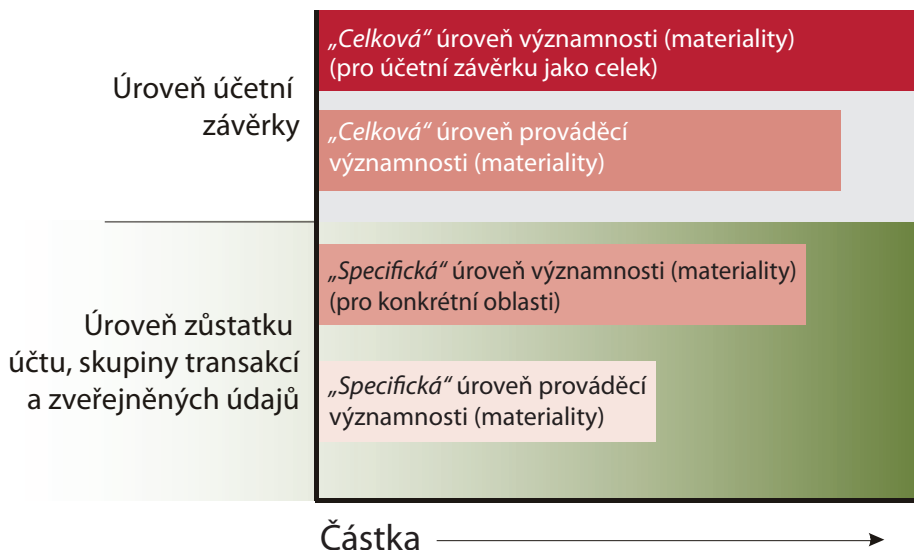 „Celková“ úroveň významnosti (materiality)
(pro účetní závěrku jako celek)
Úroveň účetní
závěrky
„Celková“ úroveň prováděcí
významnosti (materiality)
„Specifická“ úroveň významnosti (materiality)
(pro konkrétní oblasti)
Úroveň zůstatku
účtu, skupiny transakcí
a zveřejněných údajů
„Specifická“ úroveň prováděcí
významnosti (materiality)
Částka